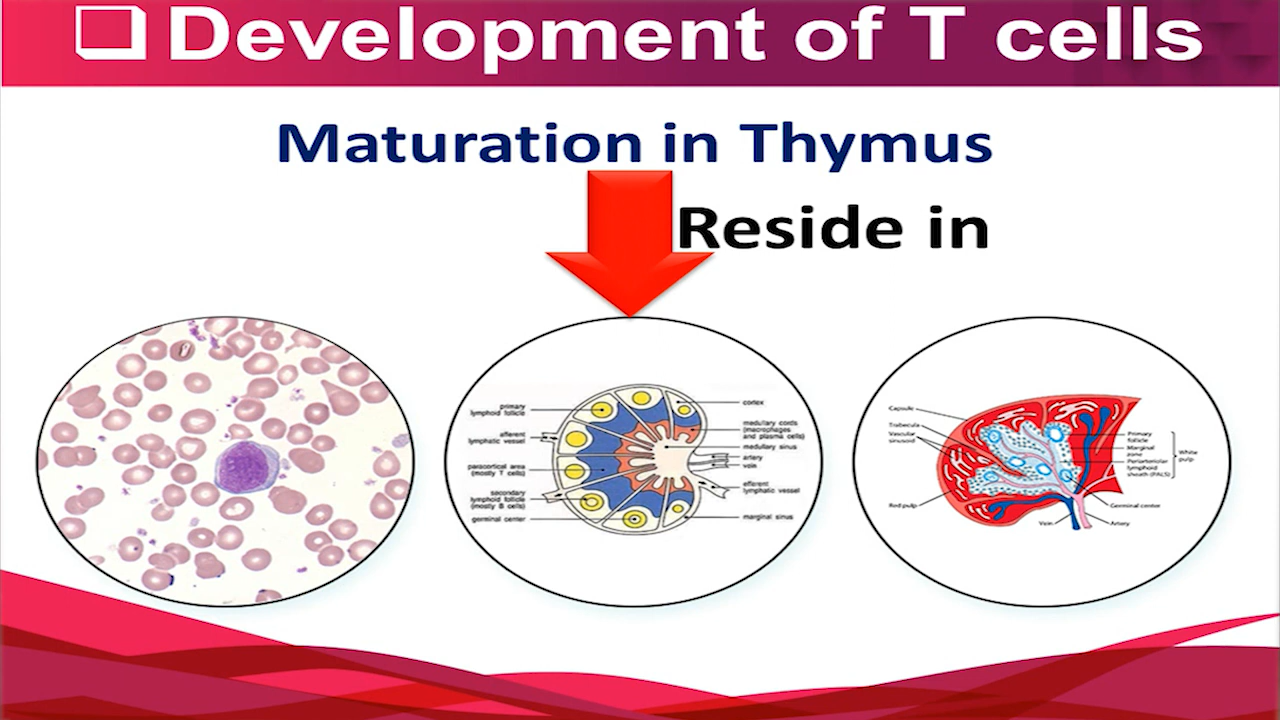 Development of T cells
Maturation in Thymus
Reside in
primary
lymphoid follicle
afferent
lymphatic vessel
paracortical area
(mostly T cells)
secondary
lymphoid follicle
(mostly B cells)
germinal center
cortex
medullary cords
(macrophages
and plasma cells)
medullary sinus
artery
vein
efferent
lymphatic vessel
marginal sinus
Capsule
Trabecula
Vascular
sinusoid
Red pulp
Vein
Artery
Primary
follicle
Marginal
zone
Periarteriolar
lymphoid
sheath (PALS)
White
pulp
Germinal center